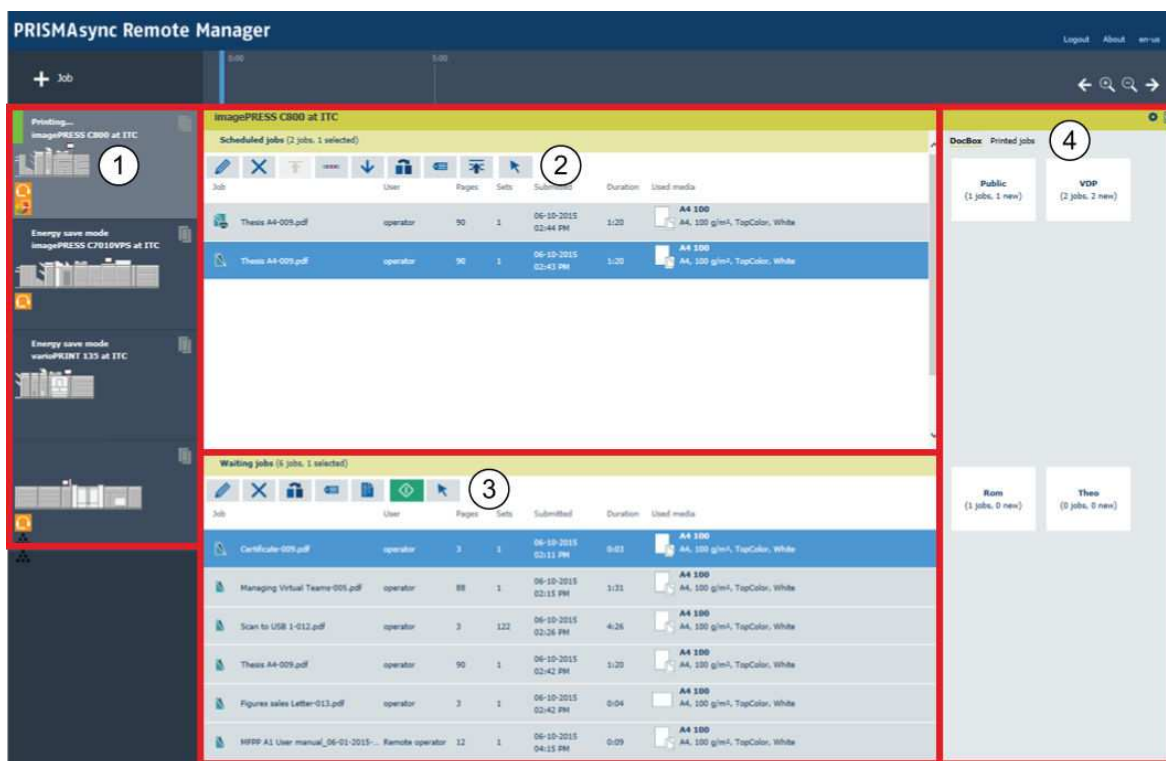 PRISMAsync Remote Manager
Logout About en-us
+ Job
0:00 5:00
Printing...
imagePRESS C800 at ITC
1
Energy save mode
imagePRESS C7010VPS at ITC
Energy save mode
varioPRINT 135 at ITC
imagePRESS C800 at ITC
Scheduled jobs (2 jobs, 1 selected)
2
Job User Pages Sets Submitted Duration Used media
Thesis A4-009.pdf operator 90 1 06-10-2015 1:20 A4 100
02:44 PM A4, 100 g/m², TopColor, White
Thesis A4-009.pdf operator 90 1 06-10-2015 1:20 A4 100
02:43 PM A4, 100 g/m², TopColor, White
Waiting jobs (6 jobs, 1 selected)
3
Job User Pages Sets Submitted Duration Used media
Certificate-005.pdf operator 3 1 06-10-2015 0:03 A4 100
02:11 PM A4, 100 g/m², TopColor, White
Managing Virtual Teams-005.pdf operator 88 1 06-10-2015 1:31 A4 100
02:15 PM A4, 100 g/m², TopColor, White
Scan to USB 1-012.pdf operator 3 122 06-10-2015 4:26 A4 100
02:26 PM A4, 100 g/m², TopColor, White
Thesis A4-009.pdf operator 90 1 06-10-2015 1:20 A4 100
02:42 PM A4, 100 g/m², TopColor, White
Figures sales Letter-013.pdf operator 3 1 06-10-2015 0:04 A4 100
02:42 PM A4, 100 g/m², TopColor, White
MFPP A1 User manual_06-01-2015-... Remote operator 12 1 06-10-2015 0:09 A4 100
04:15 PM A4, 100 g/m², TopColor, White
DocBox Printed jobs
4
Public VDP
(1 jobs, 1 new) (2 jobs, 2 new)
Rom Theo
(1 jobs, 0 new) (0 jobs, 0 new)